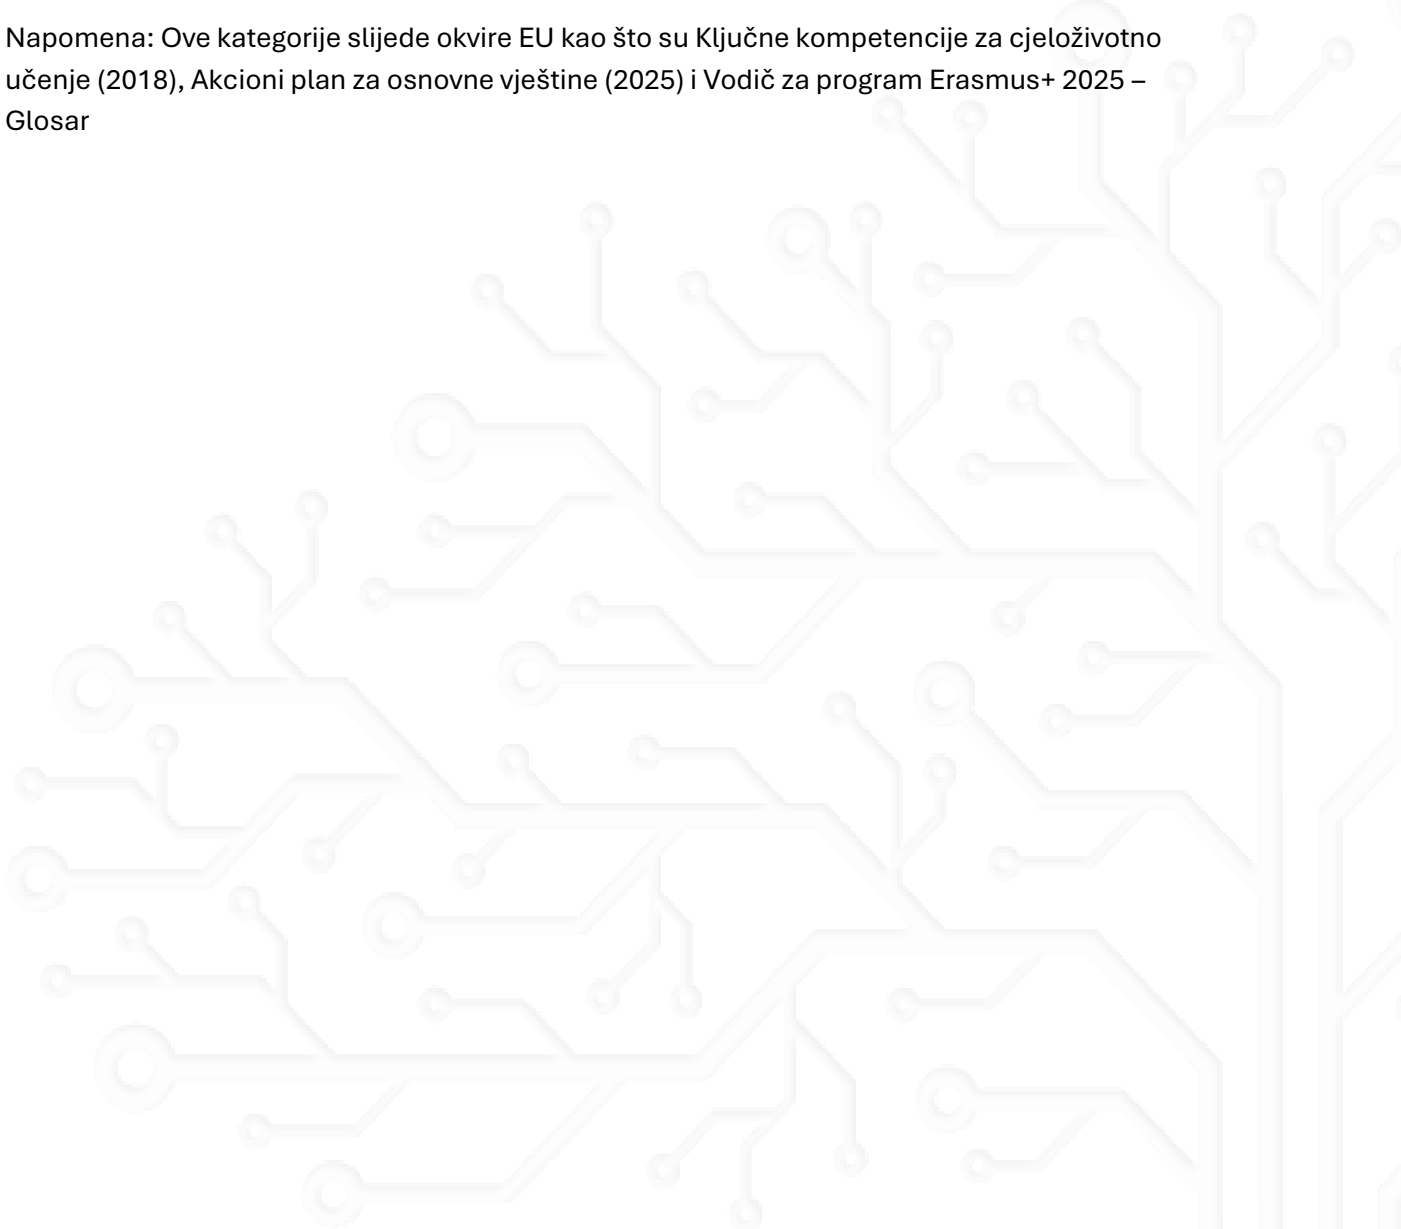 Napomena: Ove kategorije slijede okvire EU kao što su Ključne kompetencije za cjeloživotno
učenje (2018), Akcioni plan za osnovne vještine (2025) i Vodič za program Erasmus+ 2025 –
Glosar